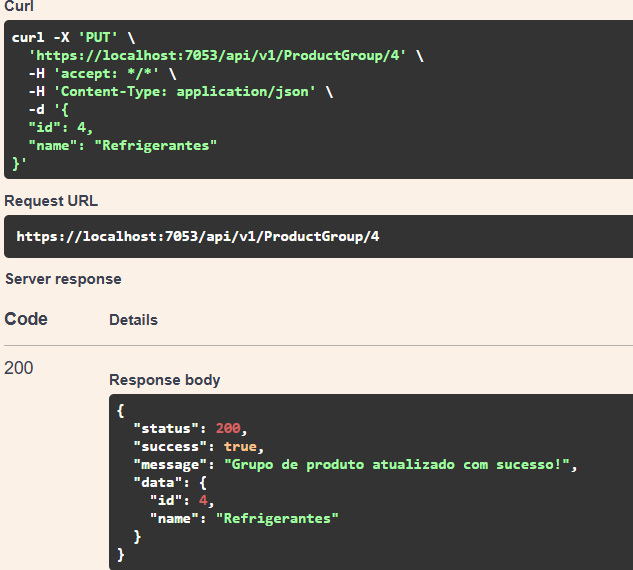 Curl
curl -X 'PUT' \
  'https://localhost:7053/api/v1/ProductGroup/4' \
  -H 'accept: */*' \
  -H 'Content-Type: application/json' \
  -d '{
  "id": 4,
  "name": "Refrigerantes"
}'
Request URL
https://localhost:7053/api/v1/ProductGroup/4
Server response
Code Details
200
Response body
{
  "status": 200,
  "success": true,
  "message": "Grupo de produto atualizado com sucesso!",
  "data": {
    "id": 4,
    "name": "Refrigerantes"
  }
}